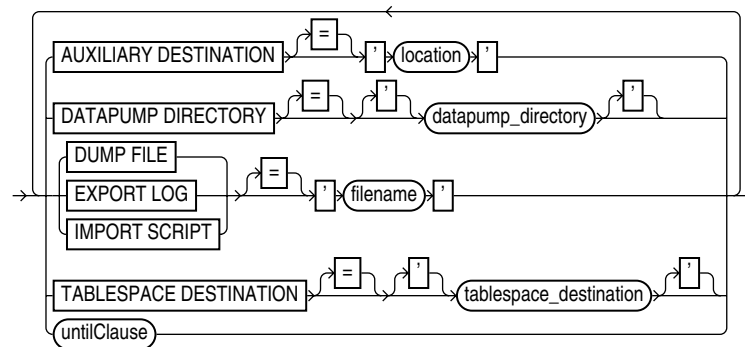 =
AUXILIARY DESTINATION ' location '
= ' '
DATAPUMP DIRECTORY datapump_directory
DUMP FILE
=
EXPORT LOG ' filename '
IMPORT SCRIPT
= ' '
TABLESPACE DESTINATION tablespace_destination
untilClause